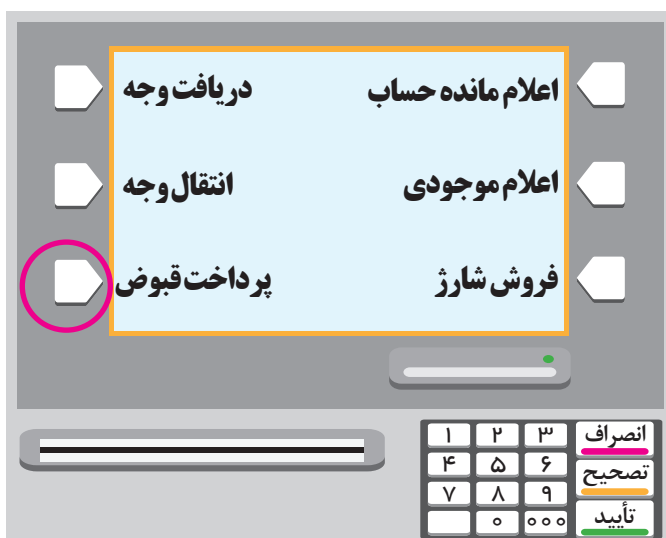 اعلام مانده حساب دریافت وجه
اعلام موجودی انتقال وجه
فروش شارژ پرداخت قبوض
۱ ۲ ۳ انصراف
۴ ۵ ۶ تصحیح
۷ ۸ ۹
۰ ۰۰۰ تأیید